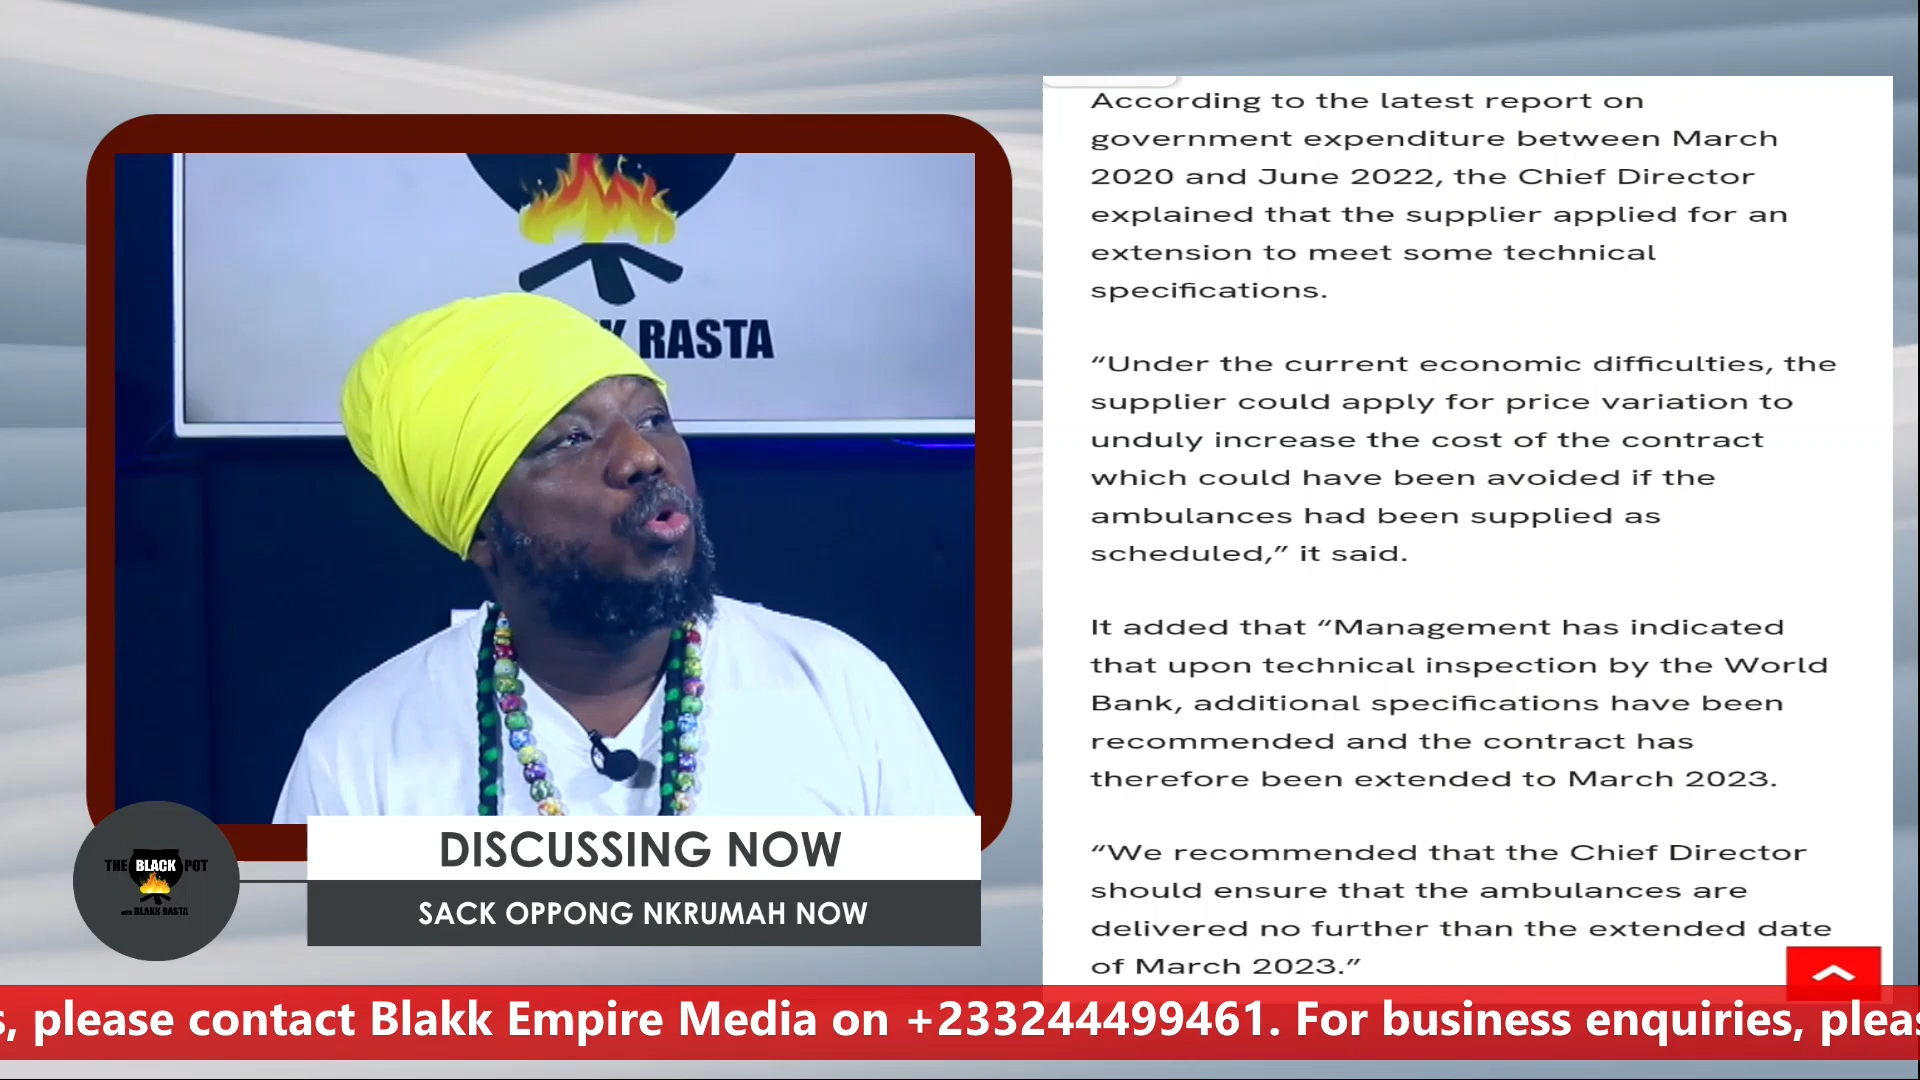 K RASTA
DISCUSSING NOW
SACK OPPONG NKRUMAH NOW
THE BLACK POT
WITH BLAKK RASTA
According to the latest report on
government expenditure between March
2020 and June 2022, the Chief Director
explained that the supplier applied for an
extension to meet some technical
specifications.
“Under the current economic difficulties, the
supplier could apply for price variation to
unduly increase the cost of the contract
which could have been avoided if the
ambulances had been supplied as
scheduled,” it said.
It added that “Management has indicated
that upon technical inspection by the World
Bank, additional specifications have been
recommended and the contract has
therefore been extended to March 2023.
“We recommended that the Chief Director
should ensure that the ambulances are
delivered no further than the extended date
of March 2023.”
s, please contact Blakk Empire Media on +233244499461. For business enquiries, pleas